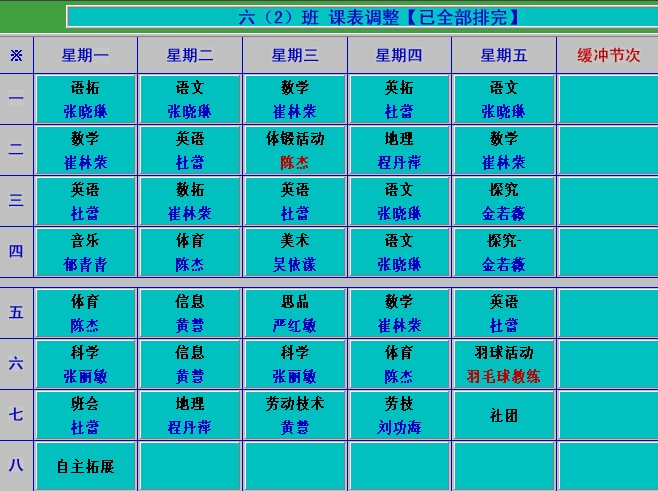 六（2）班 课表调整【已全部排完】
※ 星期一 星期二 星期三 星期四 星期五 缓冲节次
一 语拓 语文 数学 英拓 语文
张晓琳 张晓琳 崔林荣 杜蕾 张晓琳
二 数学 英语 体锻活动 地理 数学
崔林荣 杜蕾 陈杰 程丹萍 崔林荣
三 英语 数拓 英语 语文 探究
杜蕾 崔林荣 杜蕾 张晓琳 金若薇
四 音乐 体育 美术 语文 探究-
郁青青 陈杰 吴依漾 张晓琳 金若薇
五 体育 信息 思品 数学 英语
陈杰 黄慧 严红敏 崔林荣 杜蕾
六 科学 信息 科学 体育 羽球活动
张丽敏 黄慧 张丽敏 陈杰 羽毛球教练
七 班会 地理 劳动技术 劳技 社团
杜蕾 程丹萍 黄慧 刘功海
八 自主拓展